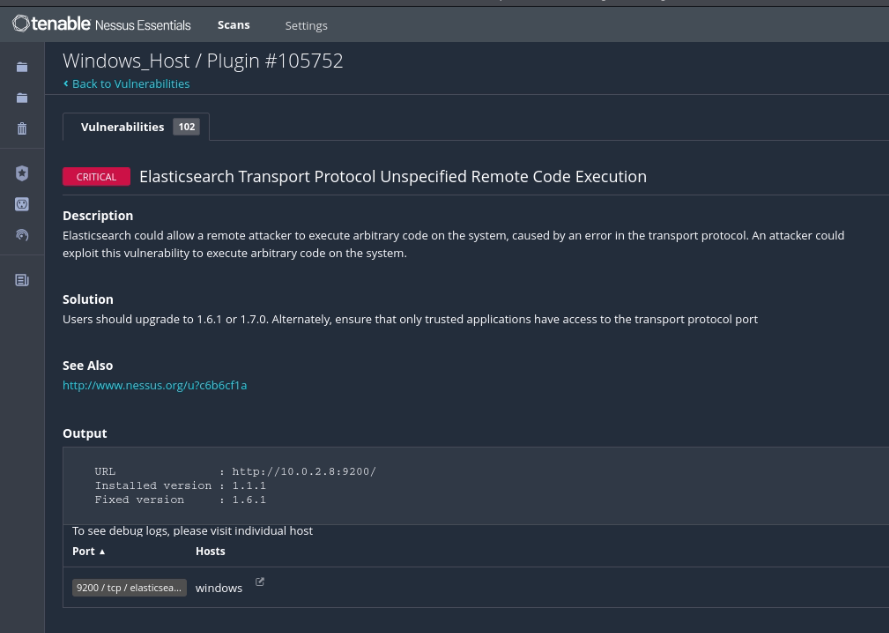 tenable Nessus Essentials Scans Settings
Windows_Host / Plugin #105752
Back to Vulnerabilities
Vulnerabilities 102
CRITICAL Elasticsearch Transport Protocol Unspecified Remote Code Execution
Description
Elasticsearch could allow a remote attacker to execute arbitrary code on the system, caused by an error in the transport protocol. An attacker could
exploit this vulnerability to execute arbitrary code on the system.
Solution
Users should upgrade to 1.6.1 or 1.7.0. Alternately, ensure that only trusted applications have access to the transport protocol port
See Also
http://www.nessus.org/u?c6b6cf1a
Output
URL : http://10.0.2.8:9200/
Installed version : 1.1.1
Fixed version : 1.6.1
To see debug logs, please visit individual host
Port Hosts
9200 / tcp / elasticsea... windows